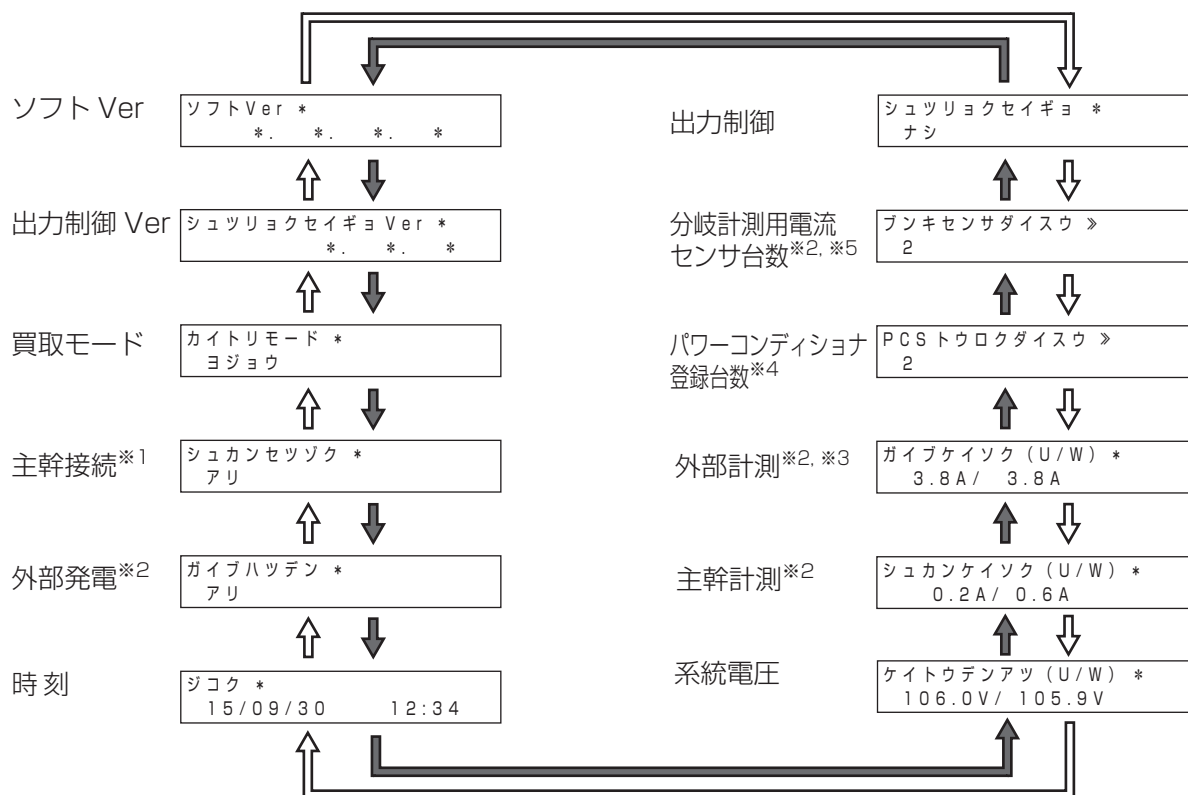 ソフト Ver
ソフトVer *
*. *. *. *
出力制御 Ver
シュツリョクセイギョVer *
*. *. *
買取モード
カイトリモード *
ヨジョウ
主幹接続※1
シュカンセツゾク *
アリ
外部発電※2
ガイブハツデン *
アリ
時刻
ジコク *
15/09/30 12:34
出力制御
シュツリョクセイギョ *
ナシ
分岐計測用電流
センサ台数※2, ※5
ブンキセンサダイスウ »
2
パワーコンディショナ
登録台数※4
PCSトウロクダイスウ »
2
外部計測※2, ※3
ガイブケイソク(U/W) *
3.8A/ 3.8A
主幹計測※2
シュカンケイソク(U/W) *
0.2A/ 0.6A
系統電圧
ケイトウデンアツ(U/W) *
106.0V/ 105.9V